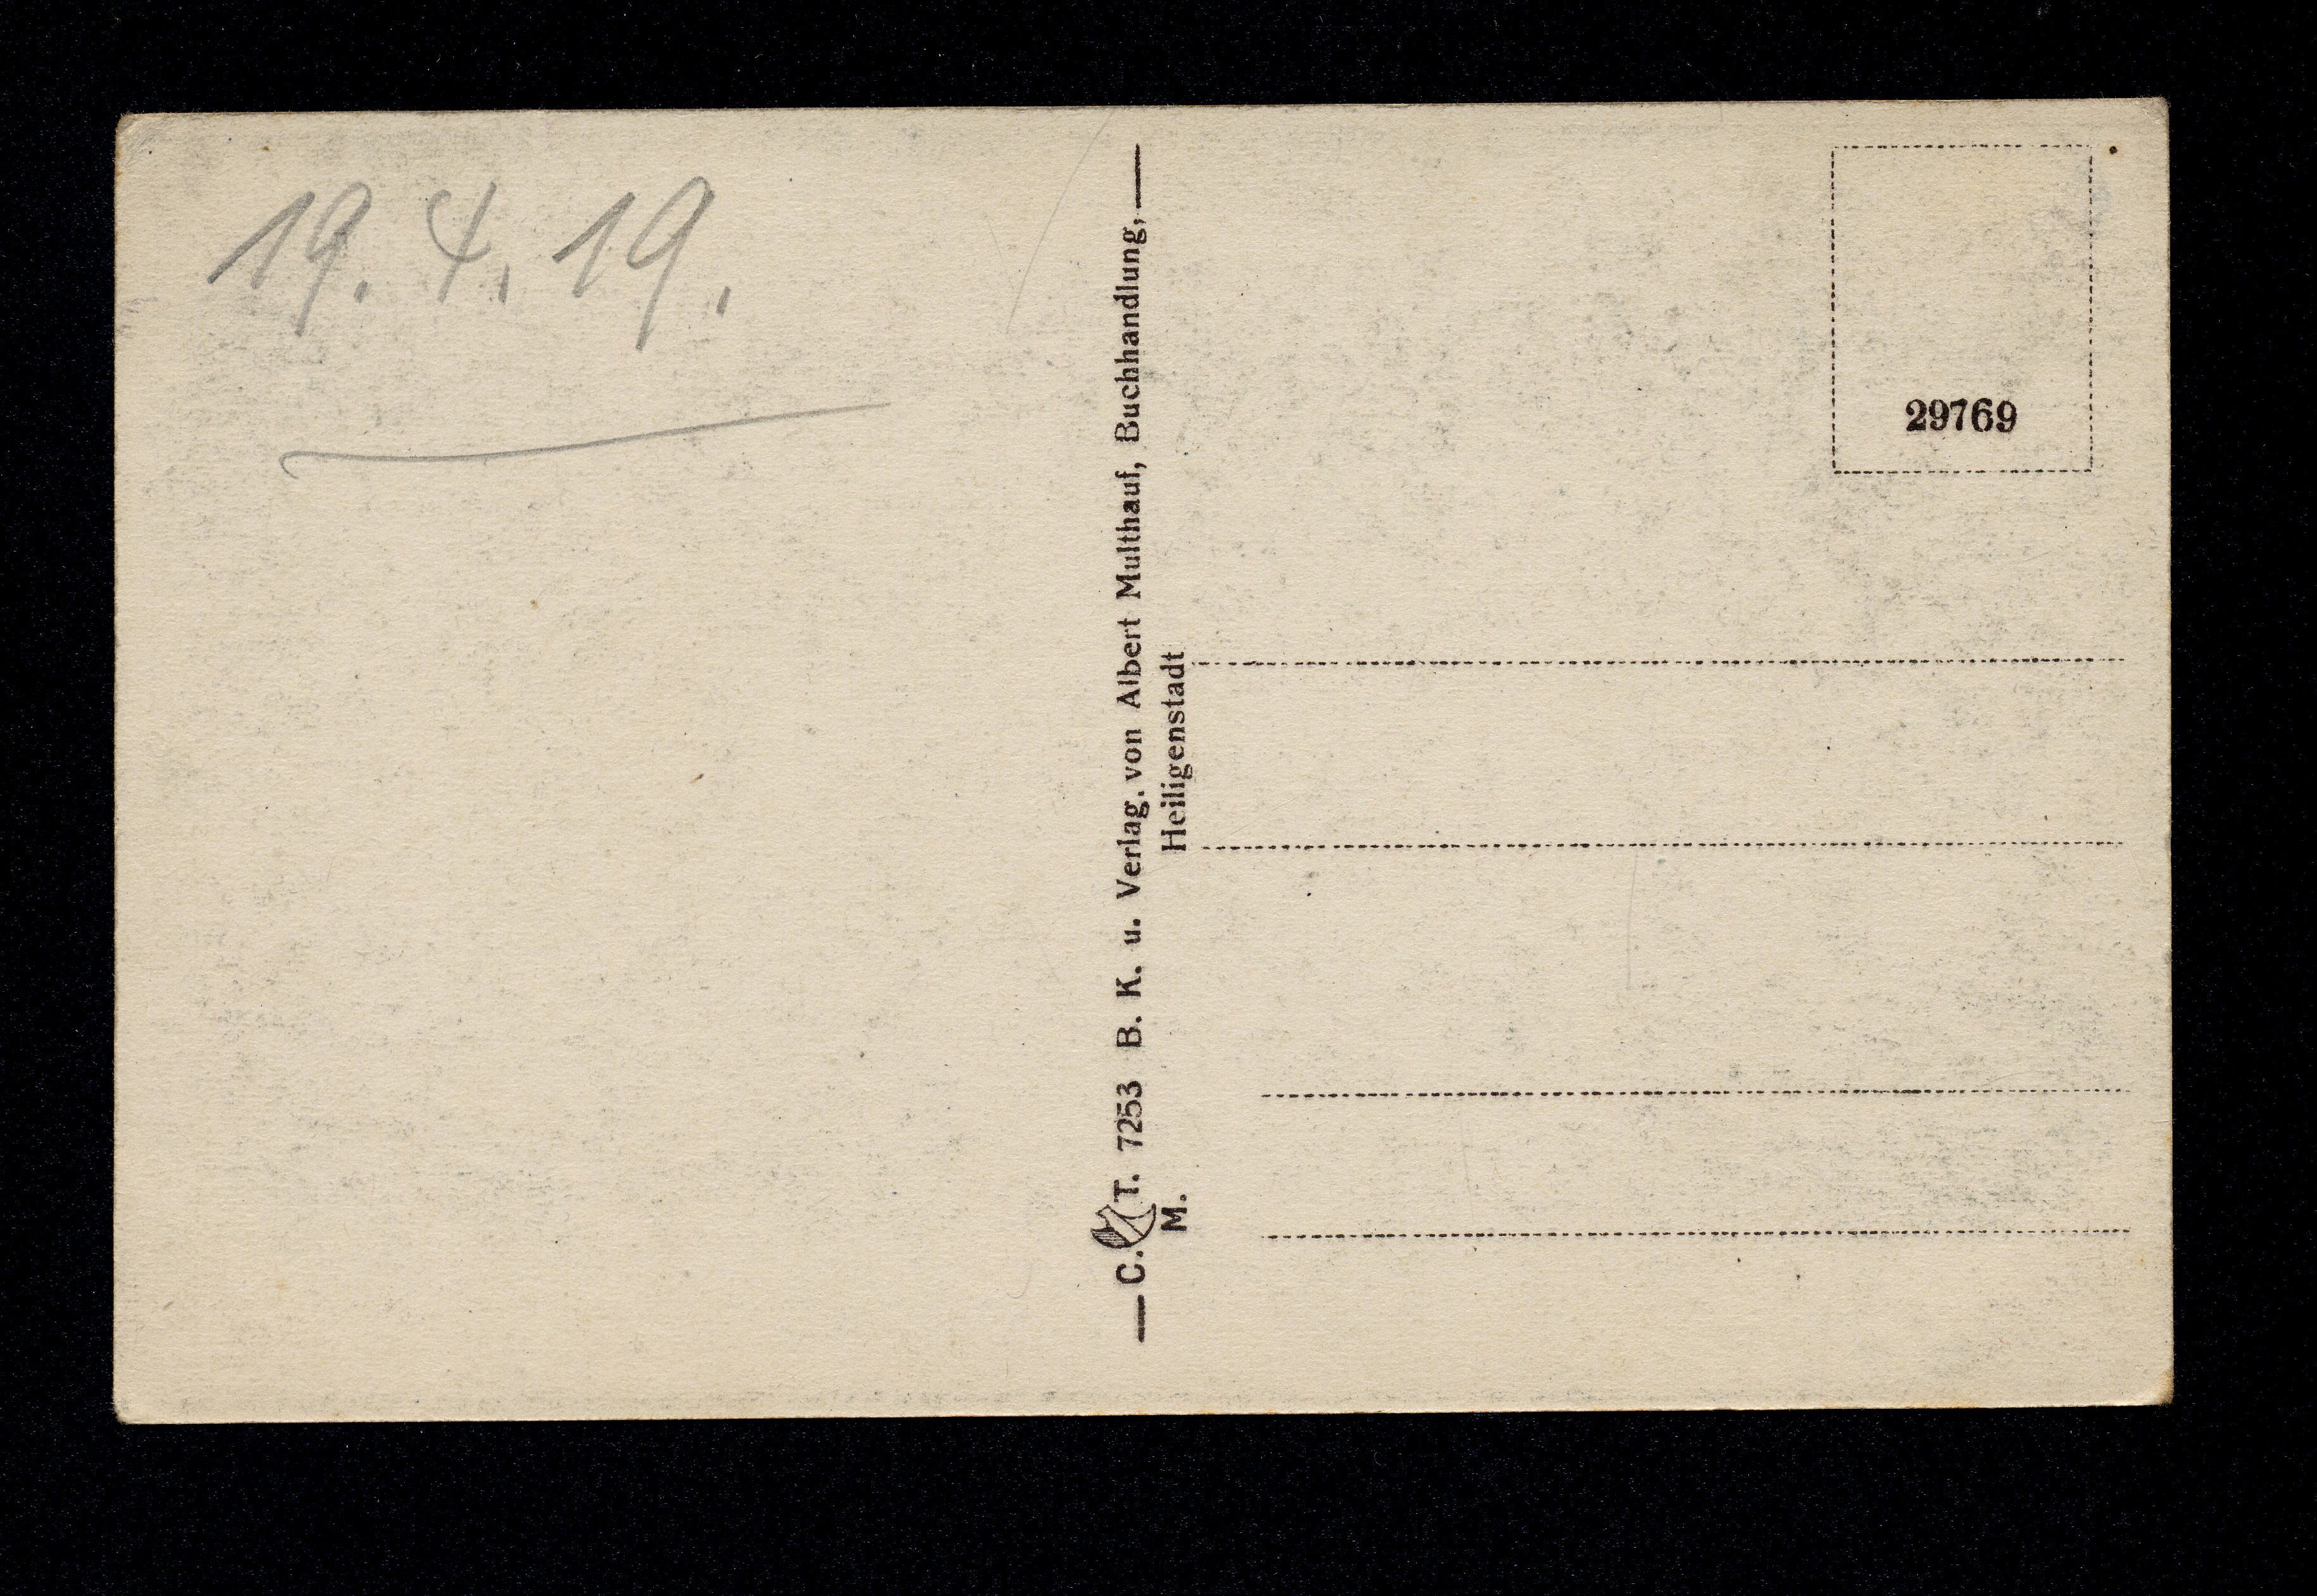 19. 4. 19.
C. T. 7253 B. K. u. Verlag. von Albert Multhauf, Buchhandlung,
M. Heiligenstadt
29769